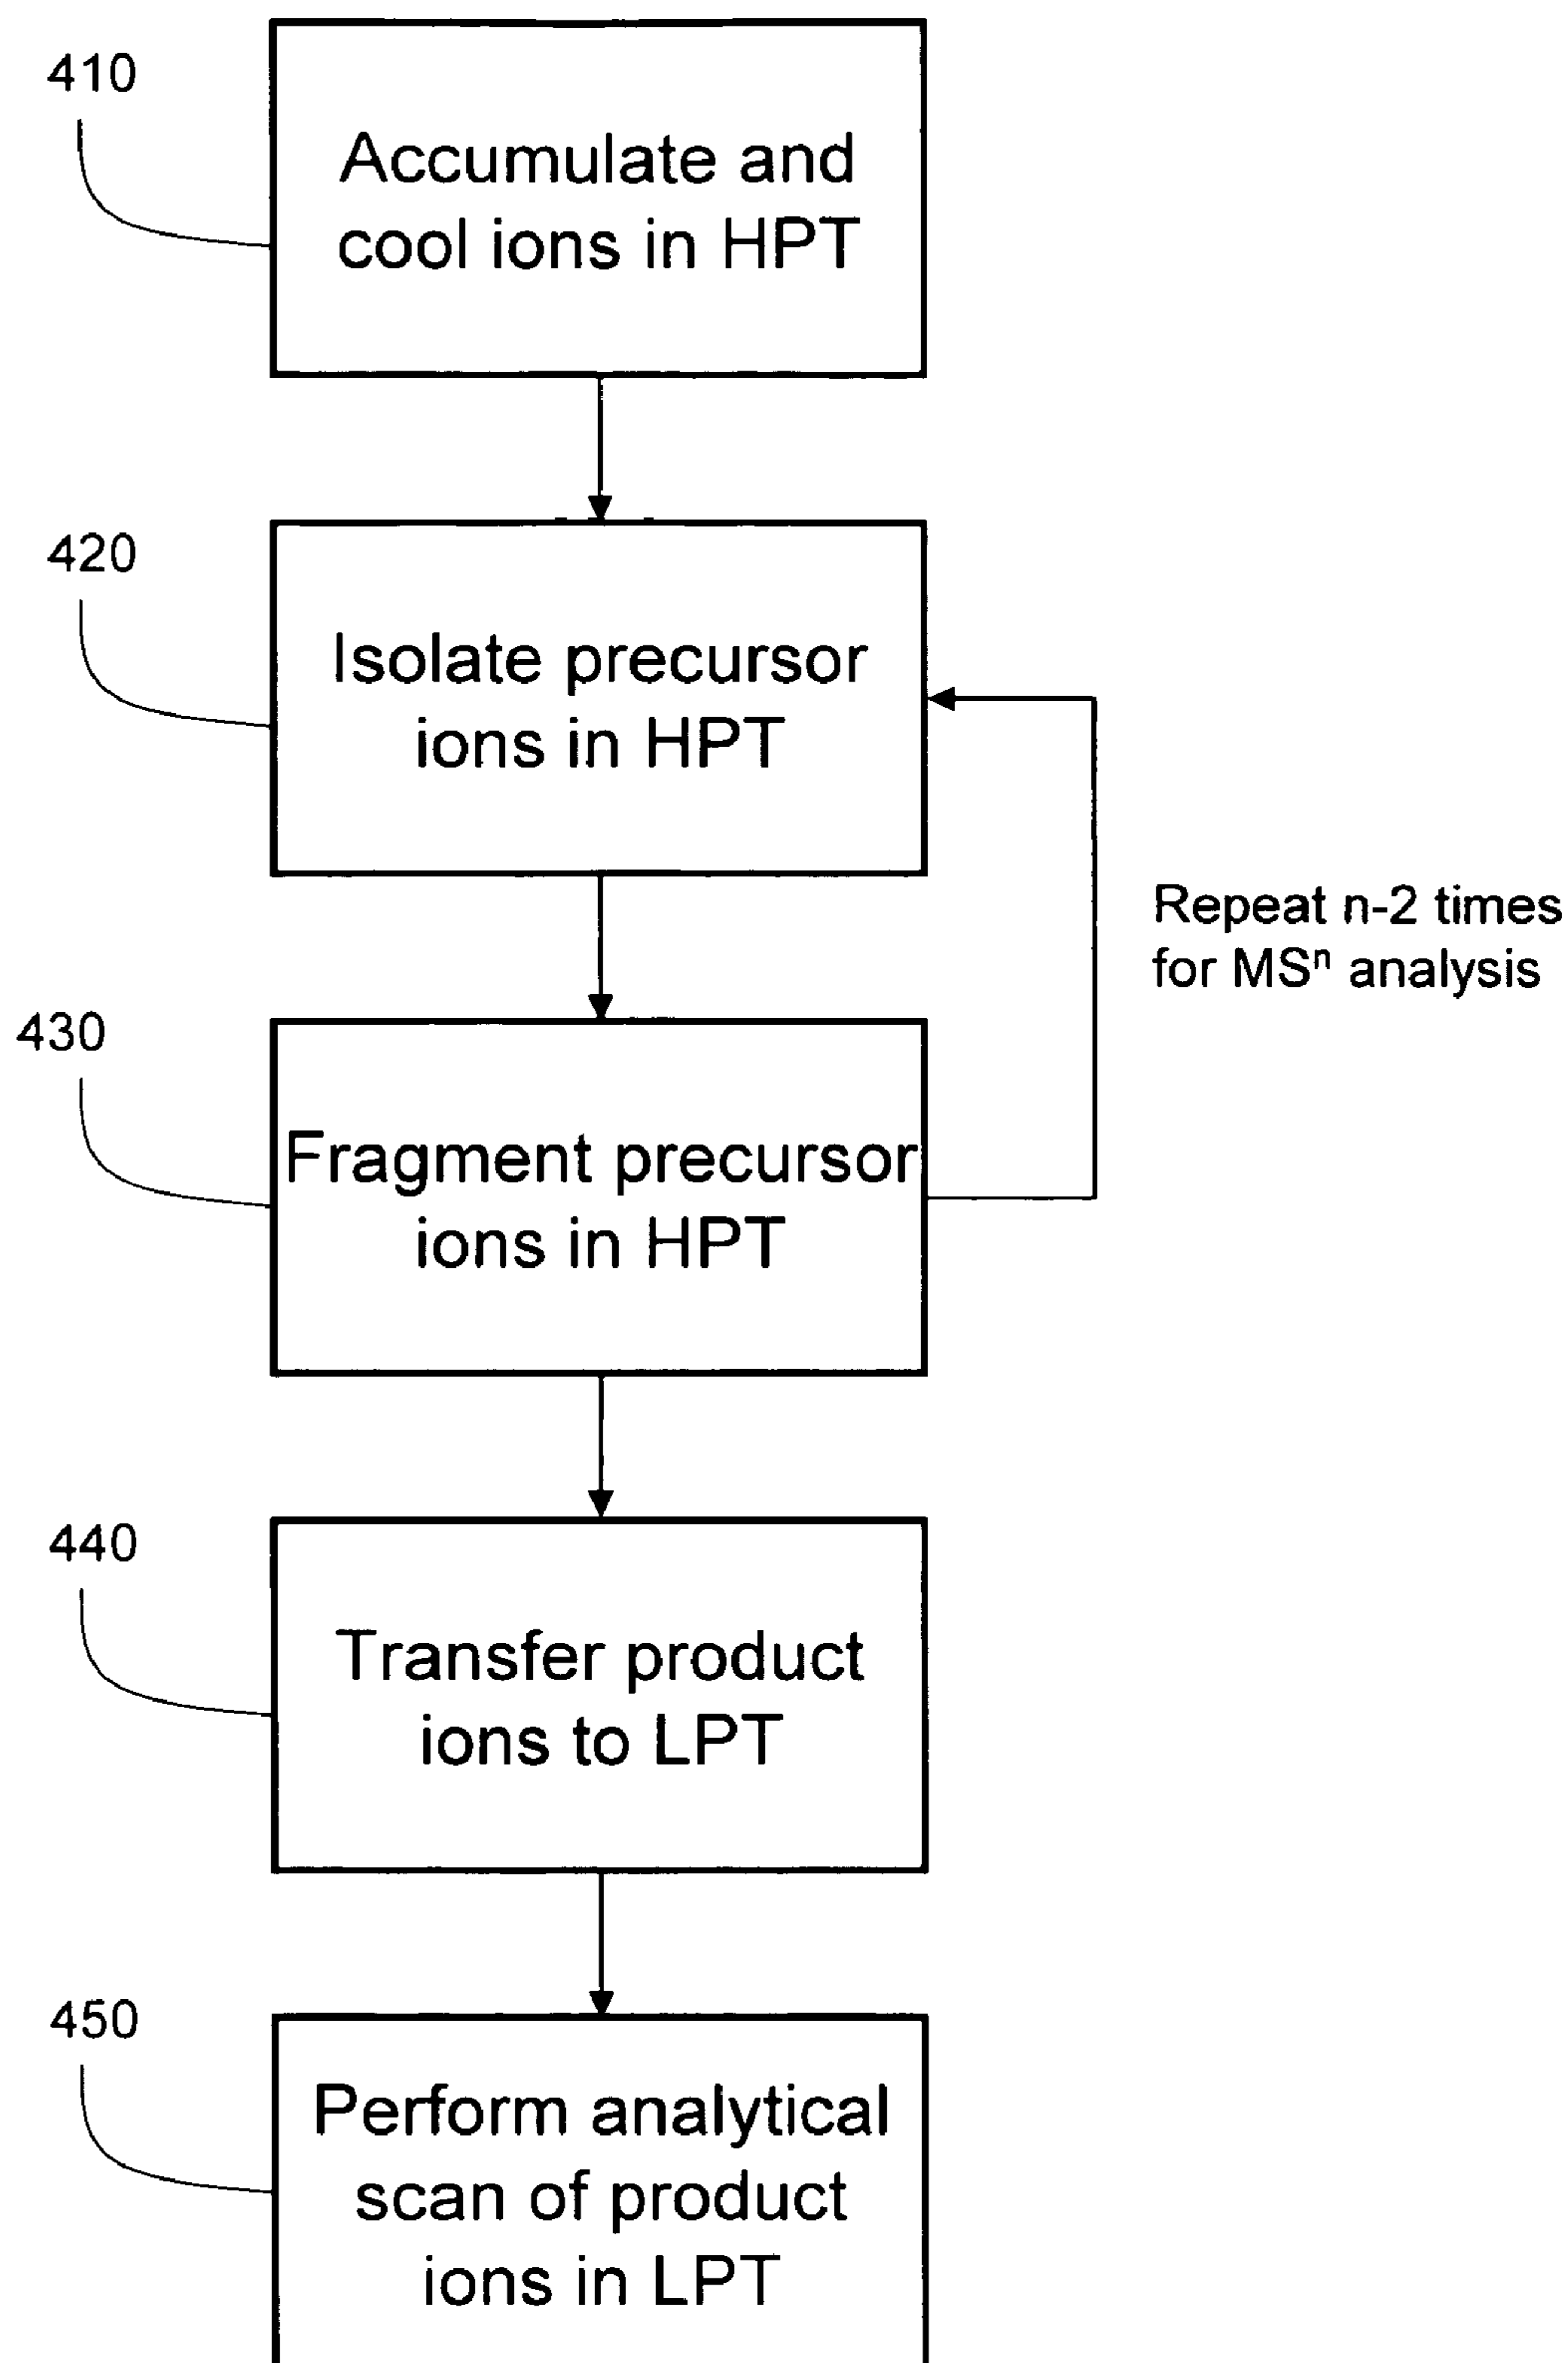 410
Accumulate and
cool ions in HPT
420
Isolate precursor
ions in HPT
Repeat n-2 times
for MSⁿ analysis
430
Fragment precursor
ions in HPT
440
Transfer product
ions to LPT
450
Perform analytical
scan of product
ions in LPT